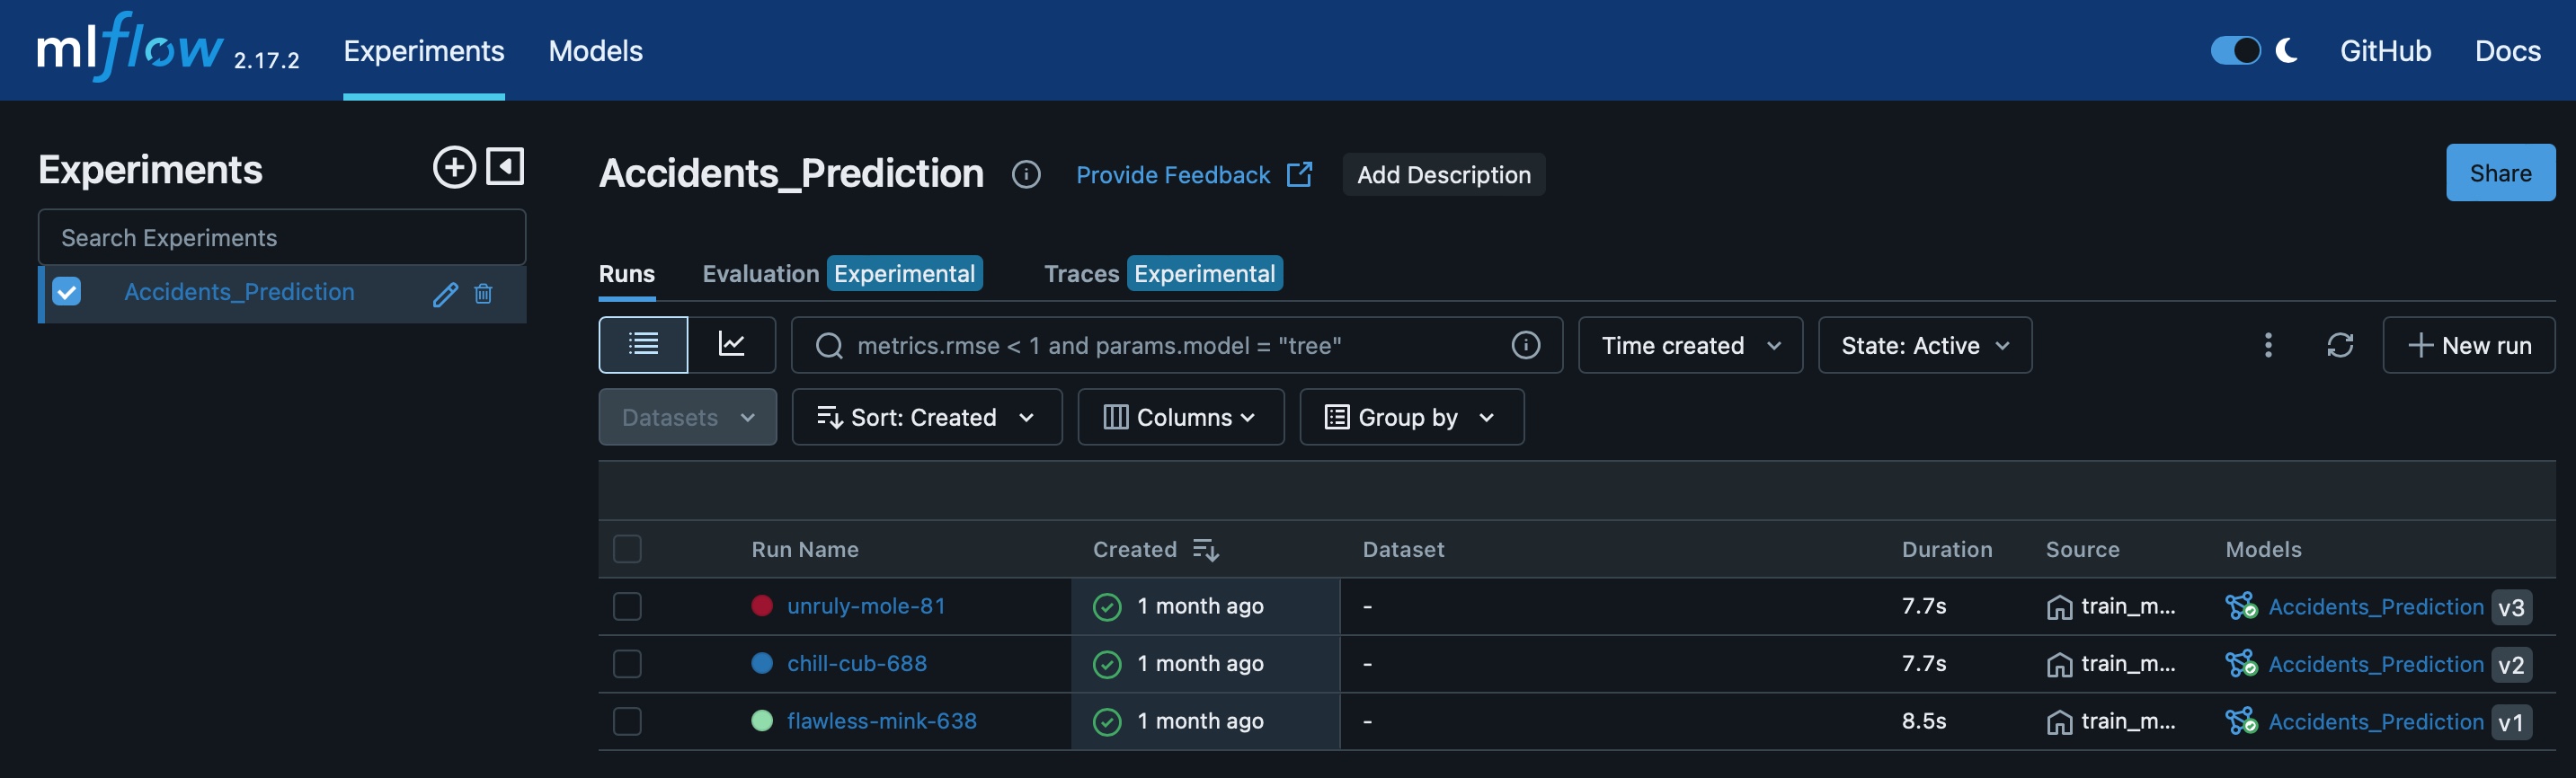 mlflow 2.17.2 Experiments Models GitHub Docs
Experiments
Search Experiments
Accidents_Prediction
Accidents_Prediction Provide Feedback Add Description Share
Runs Evaluation Experimental Traces Experimental
metrics.rmse < 1 and params.model = "tree" Time created State: Active New run
Datasets Sort: Created Columns Group by
Run Name Created Dataset Duration Source Models
unruly-mole-81 1 month ago - 7.7s train_m... Accidents_Prediction v3
chill-cub-688 1 month ago - 7.7s train_m... Accidents_Prediction v2
flawless-mink-638 1 month ago - 8.5s train_m... Accidents_Prediction v1